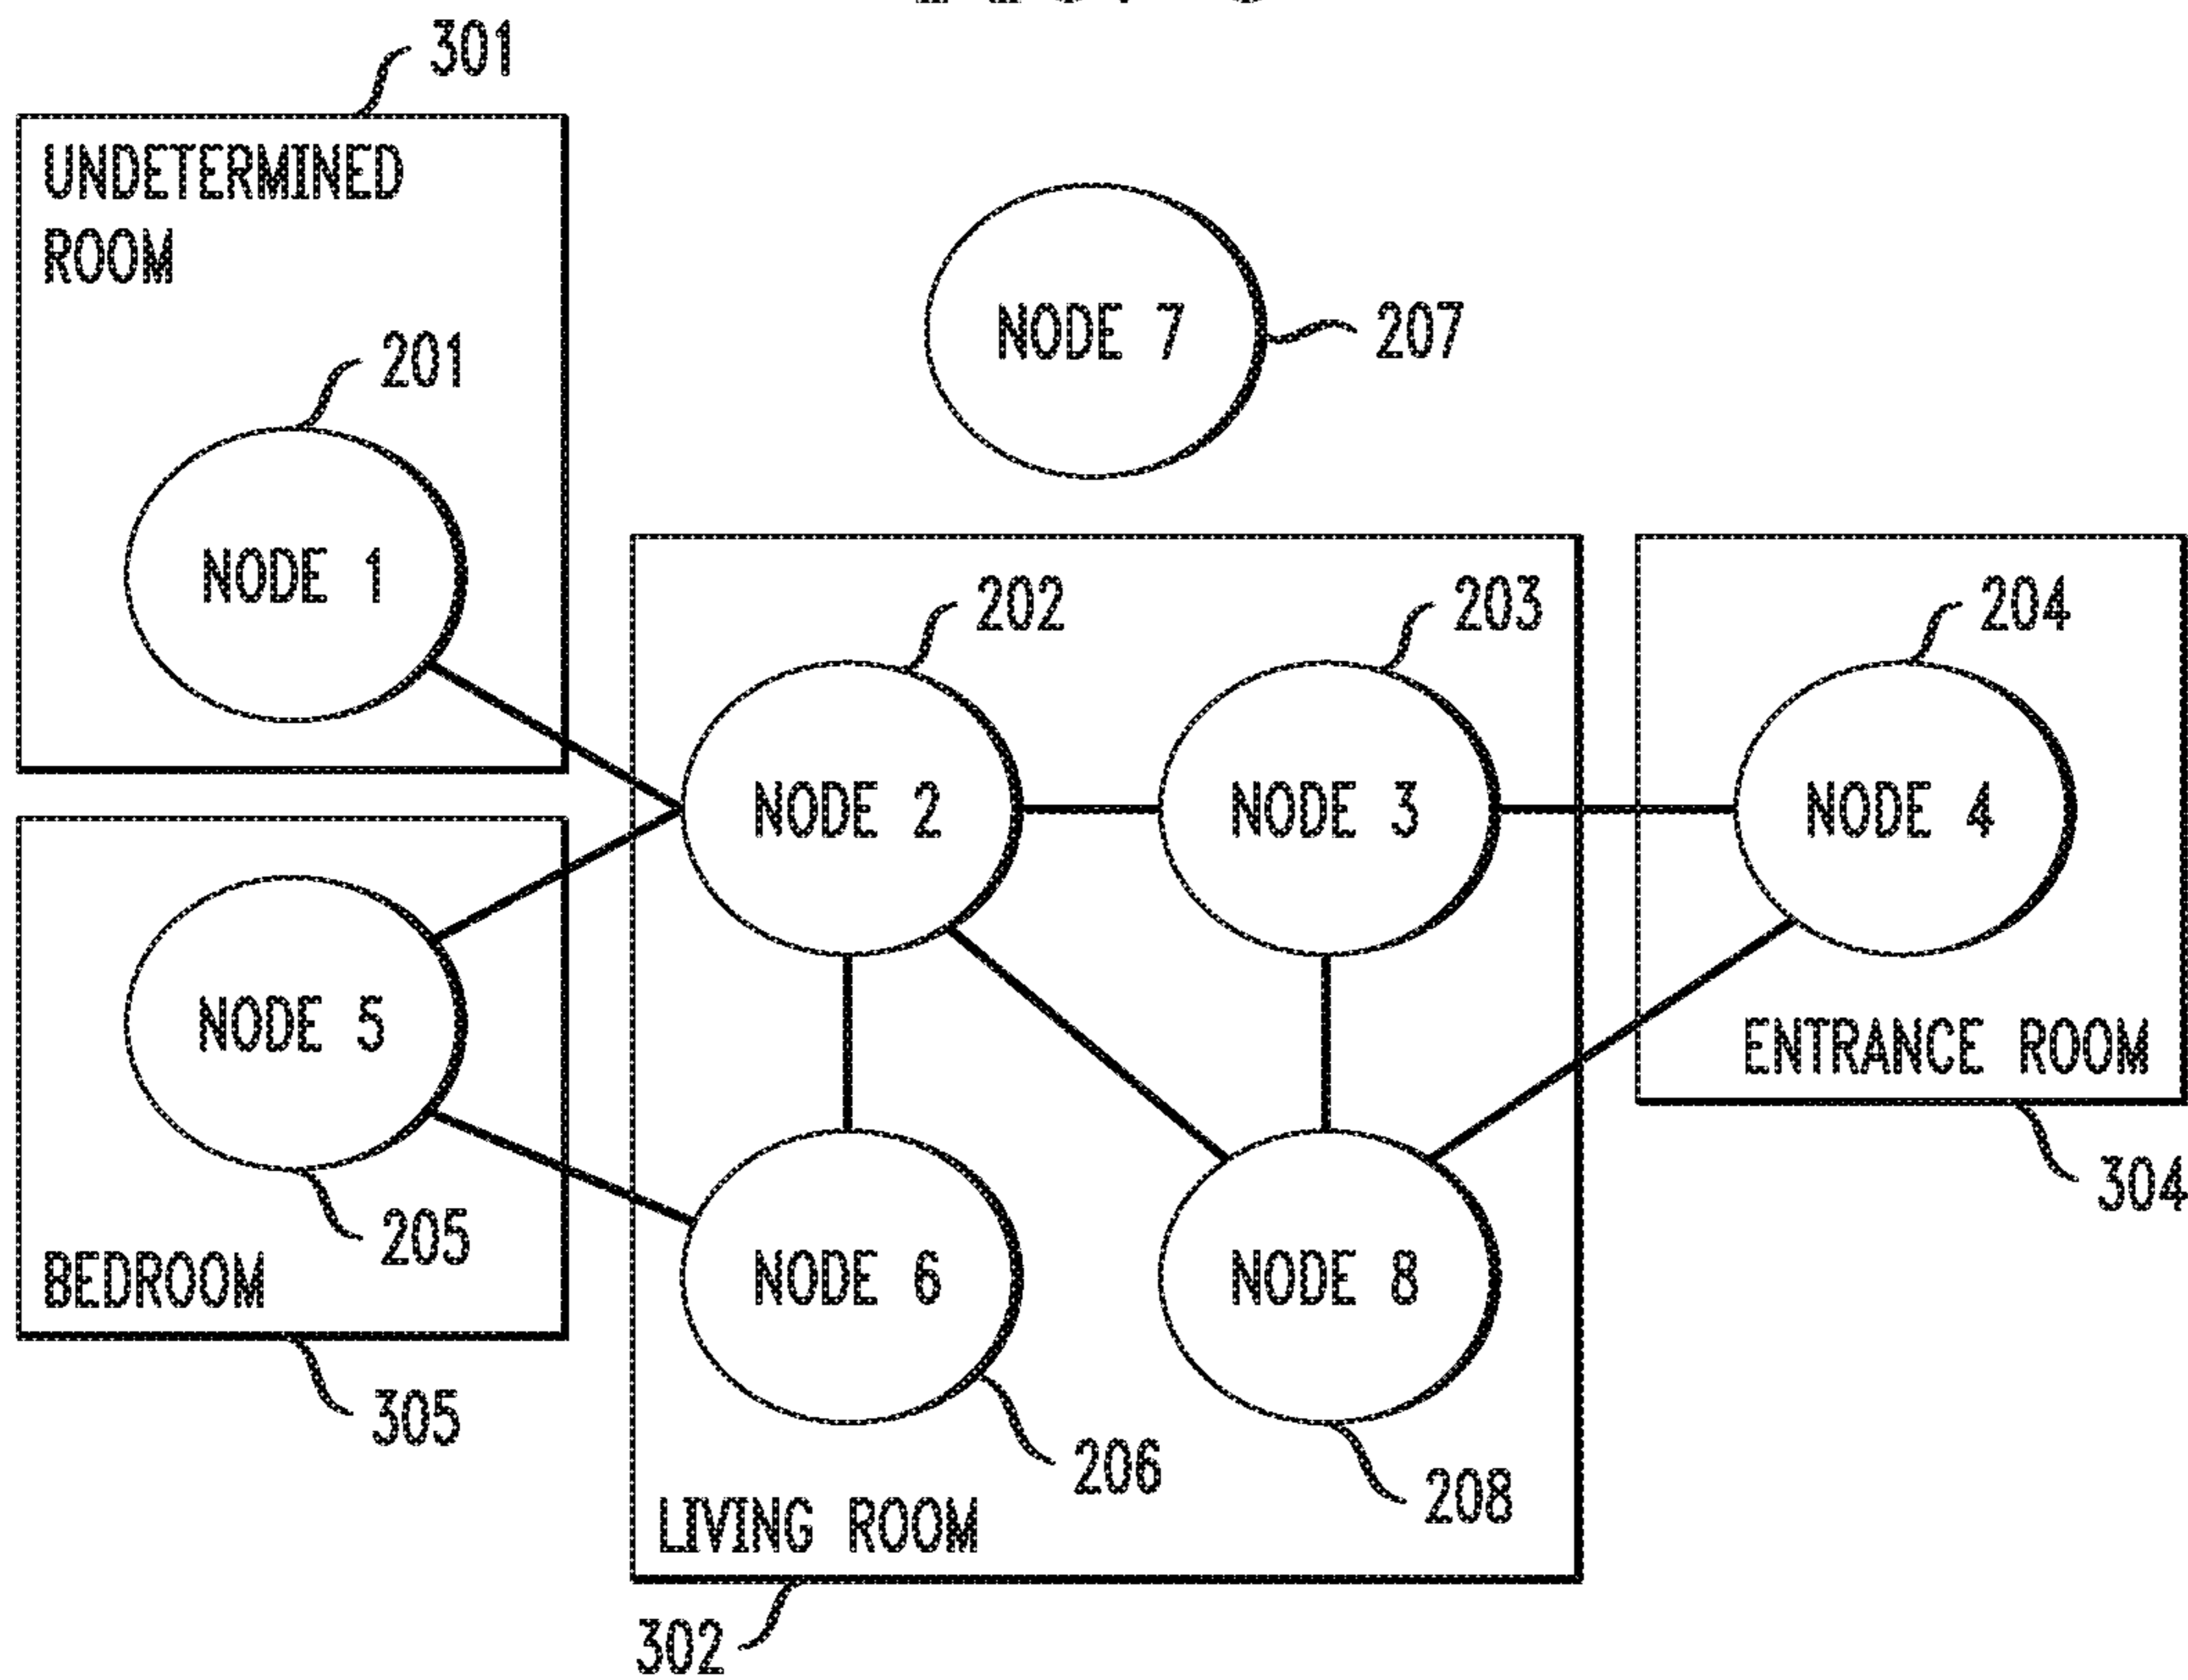 301
UNDETERMINED
ROOM
201
NODE 1
NODE 7
207
202
203
204
NODE 2
NODE 3
NODE 4
NODE 5
ENTRANCE ROOM
304
205
BEDROOM
NODE 6
NODE 8
305
206
208
LIVING ROOM
302